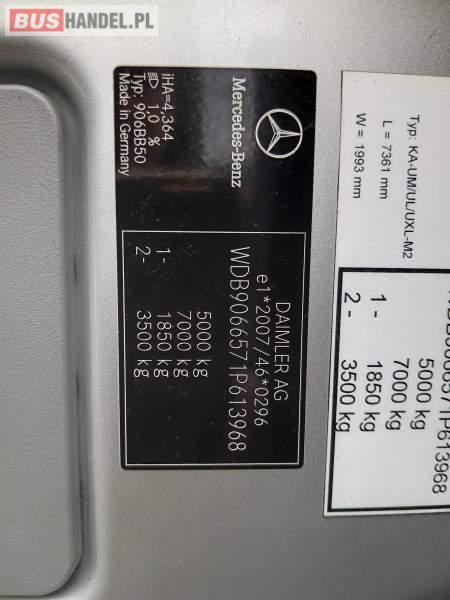 BUSHANDEL.PL
Mercedes-Benz
iHA=4,364
1,0 %
Typ: 906BB50
Made in Germany
DAIMLER AG
e1*2007/46*0296
WDB9066571P613968
5000 kg
7000 kg
1- 1850 kg
2- 3500 kg
Typ: KA-UM/UL/UXL-M2
L = 7361 mm
W = 1993 mm
WDB9066571P613968
5000 kg
7000 kg
1- 1850 kg
2- 3500 kg